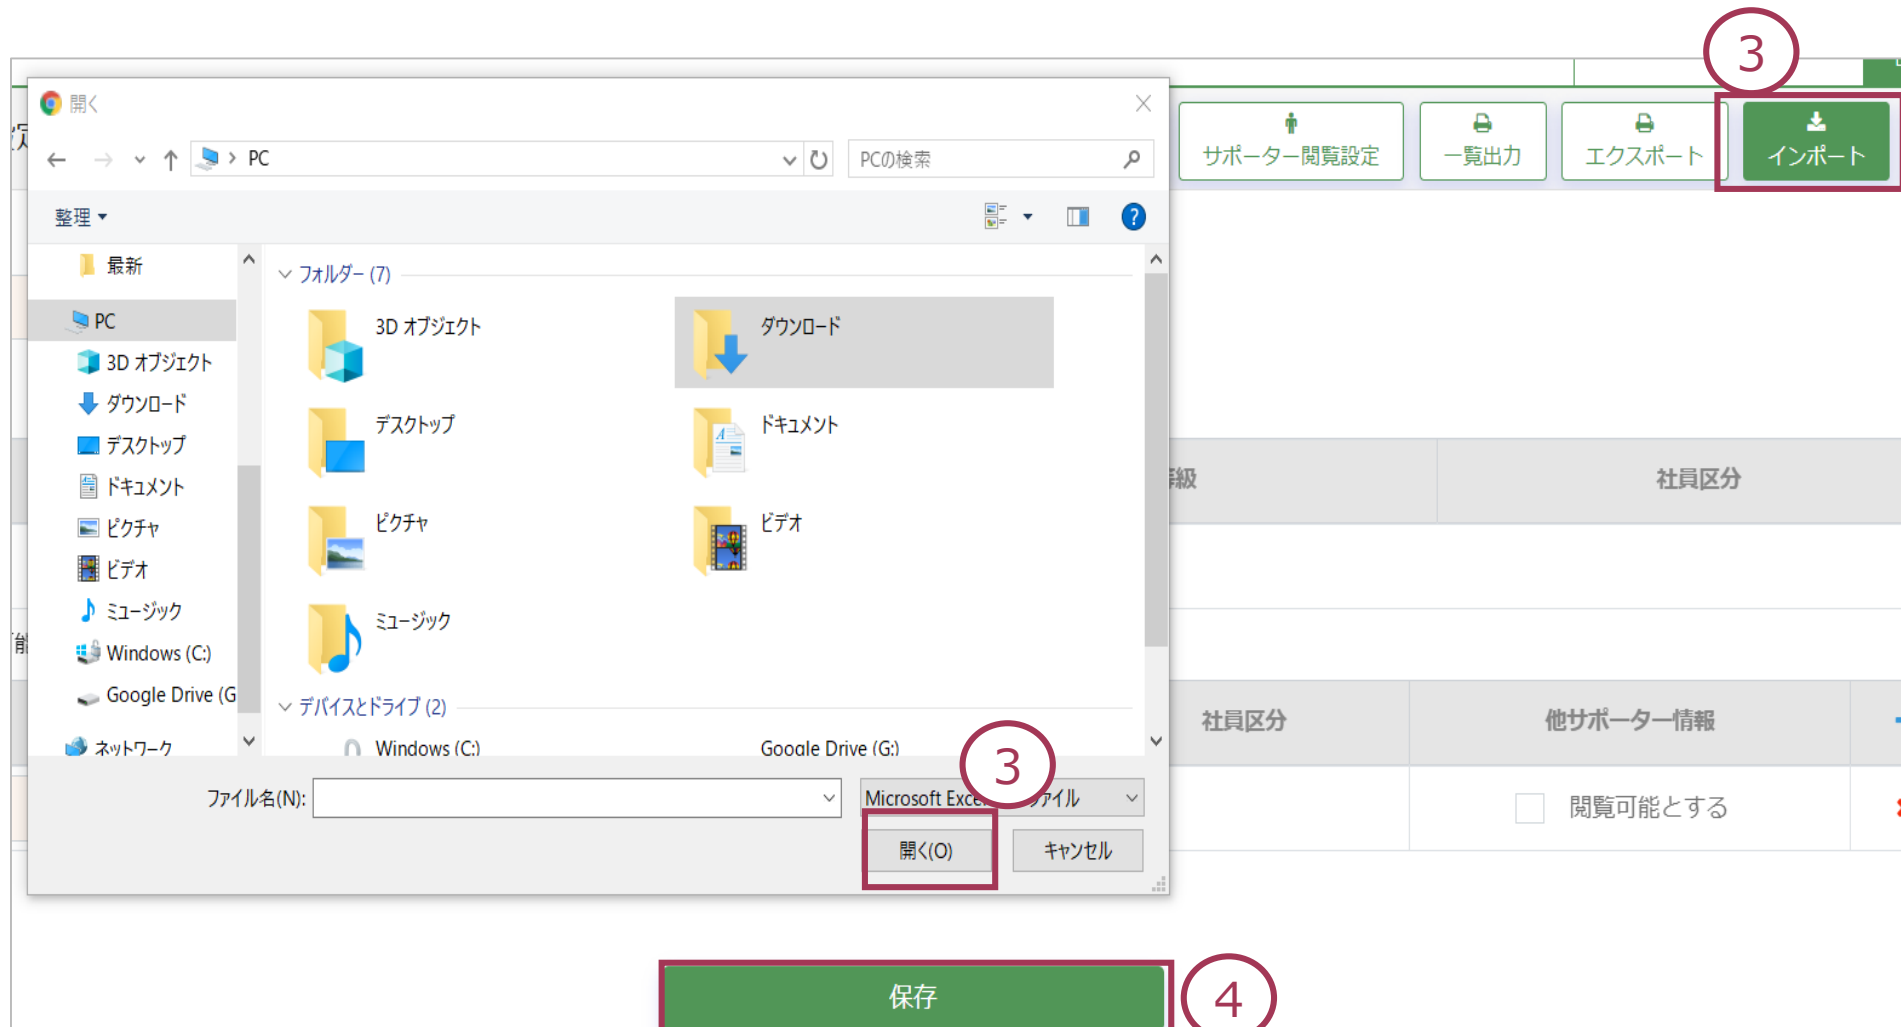 3
開く
PC
PCの検索
サポーター閲覧設定
一覧出力
エクスポート
インポート
整理
最新
PC
3D オブジェクト
ダウンロード
デスクトップ
ドキュメント
ピクチャ
ビデオ
ミュージック
Windows (C:)
Google Drive (G
ネットワーク
フォルダー (7)
3D オブジェクト
ダウンロード
デスクトップ
ドキュメント
ピクチャ
ビデオ
ミュージック
デバイスとドライブ (2)
Windows (C:)
Google Drive (G:)
級
社員区分
能
社員区分
他サポーター情報
閲覧可能とする
3
ファイル名(N):
Microsoft Exce
ァイル
開く(O)
キャンセル
保存
4